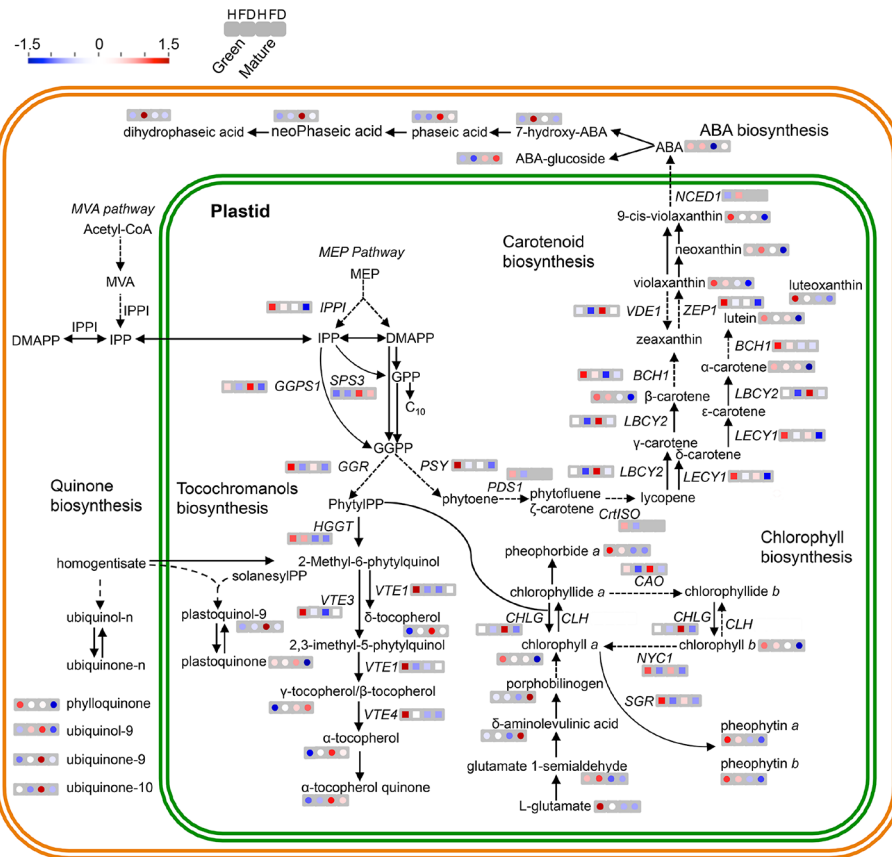 H F D H F D
-1.5 0 1.5
Green
Mature
dihydrophaseic acid
neoPhaseic acid
phaseic acid
7-hydroxy-ABA
ABA biosynthesis
ABA
ABA-glucoside
NCED1
Plastid
9-cis-violaxanthin
MVA pathway
Acetyl-CoA
Carotenoid
biosynthesis
neoxanthin
MEP Pathway
MEP
violaxanthin
luteoxanthin
MVA
IPPI
IPPI
VDE1
ZEP1
lutein
DMAPP
IPPI
IPP
IPP
DMAPP
zeaxanthin
BCH1
GPP
α-carotene
GGPS1
SPS3
BCH1
β-carotene
LBCY2
C10
ε-carotene
LBCY2
γ-carotene
LECY1
GGPP
δ-carotene
GGR
PSY
LBCY2
LECY1
Quinone
biosynthesis
Tocochromanols
biosynthesis
PDS1
PhytylPP
phytoene
phytofluene
ζ-carotene
lycopene
CrtISO
HGGT
Chlorophyll
biosynthesis
pheophorbide a
homogentisate
2-Methyl-6-phytylquinol
CAO
solanesylPP
chlorophyllide a
chlorophyllide b
VTE3
VTE1
ubiquinol-n
plastoquinol-9
δ-tocopherol
CHLG
CLH
CHLG
CLH
2,3-imethyl-5-phytylquinol
chlorophyll a
chlorophyll b
ubiquinone-n
plastoquinone
VTE1
NYC1
γ-tocopherol/β-tocopherol
porphobilinogen
SGR
phylloquinone
VTE4
δ-aminolevulinic acid
pheophytin a
ubiquinol-9
α-tocopherol
ubiquinone-9
glutamate 1-semialdehyde
pheophytin b
ubiquinone-10
α-tocopherol quinone
L-glutamate